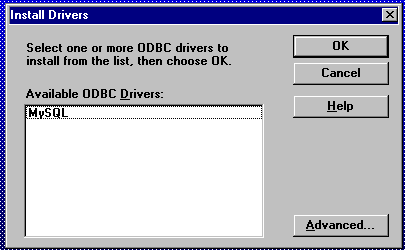 Install Drivers
Select one or more ODBC drivers to
install from the list, then choose OK.
Available ODBC Drivers:
MySQL
OK
Cancel
Help
Advanced...